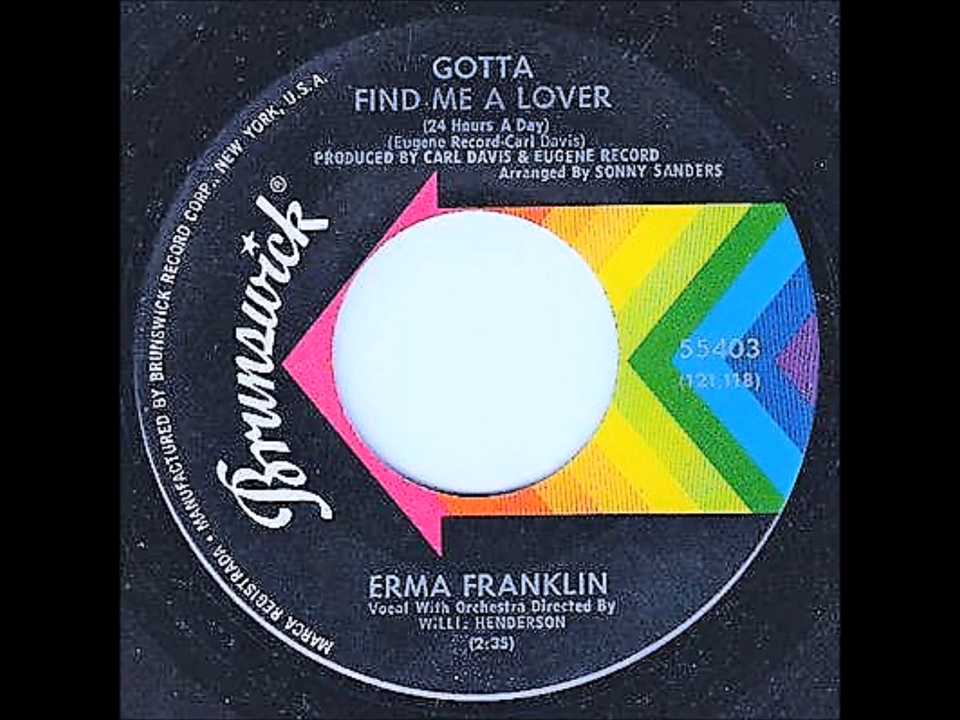 GOTTA
FIND ME A LOVER
(24 Hours A Day)
(Eugene Record-Carl Davis)
PRODUCED BY CARL DAVIS & EUGENE RECORD
Arranged By SONNY SANDERS
Brunswick®
55403
(121,118)
ERMA FRANKLIN
Vocal With Orchestra Directed By
WILLIE HENDERSON
(2:35)
MARCA REGISTRADA • MANUFACTURED BY BRUNSWICK RECORD CORP., NEW YORK, U.S.A.